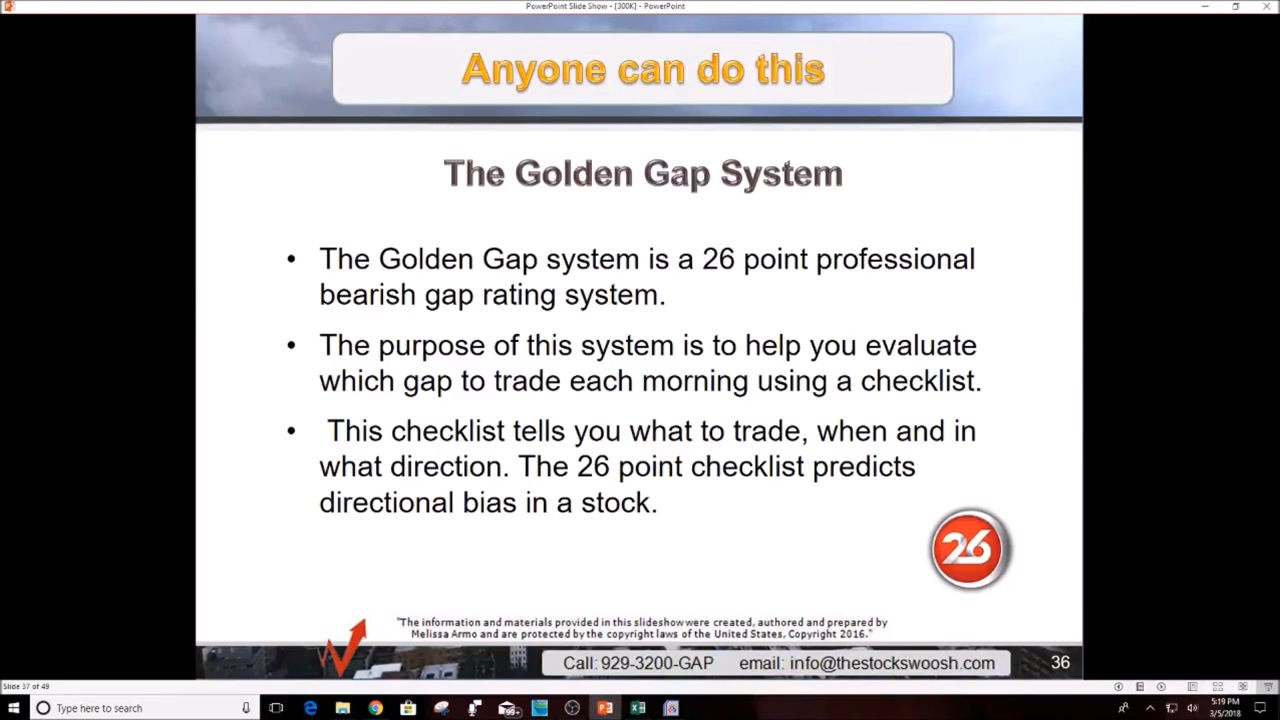 PowerPoint Slide Show - [300K] - PowerPoint
Anyone can do this
The Golden Gap System
• The Golden Gap system is a 26 point professional
bearish gap rating system.
• The purpose of this system is to help you evaluate
which gap to trade each morning using a checklist.
• This checklist tells you what to trade, when and in
what direction. The 26 point checklist predicts
directional bias in a stock.
26
"The information and materials provided in this slideshow were created, authored and prepared by
Melissa Armo and are protected by the copyright laws of the United States, Copyright 2016."
Call: 929-3200-GAP email: info@thestockswoosh.com 36
Slide 37 of 49
Type here to search
99+
5:19 PM
3/5/2018